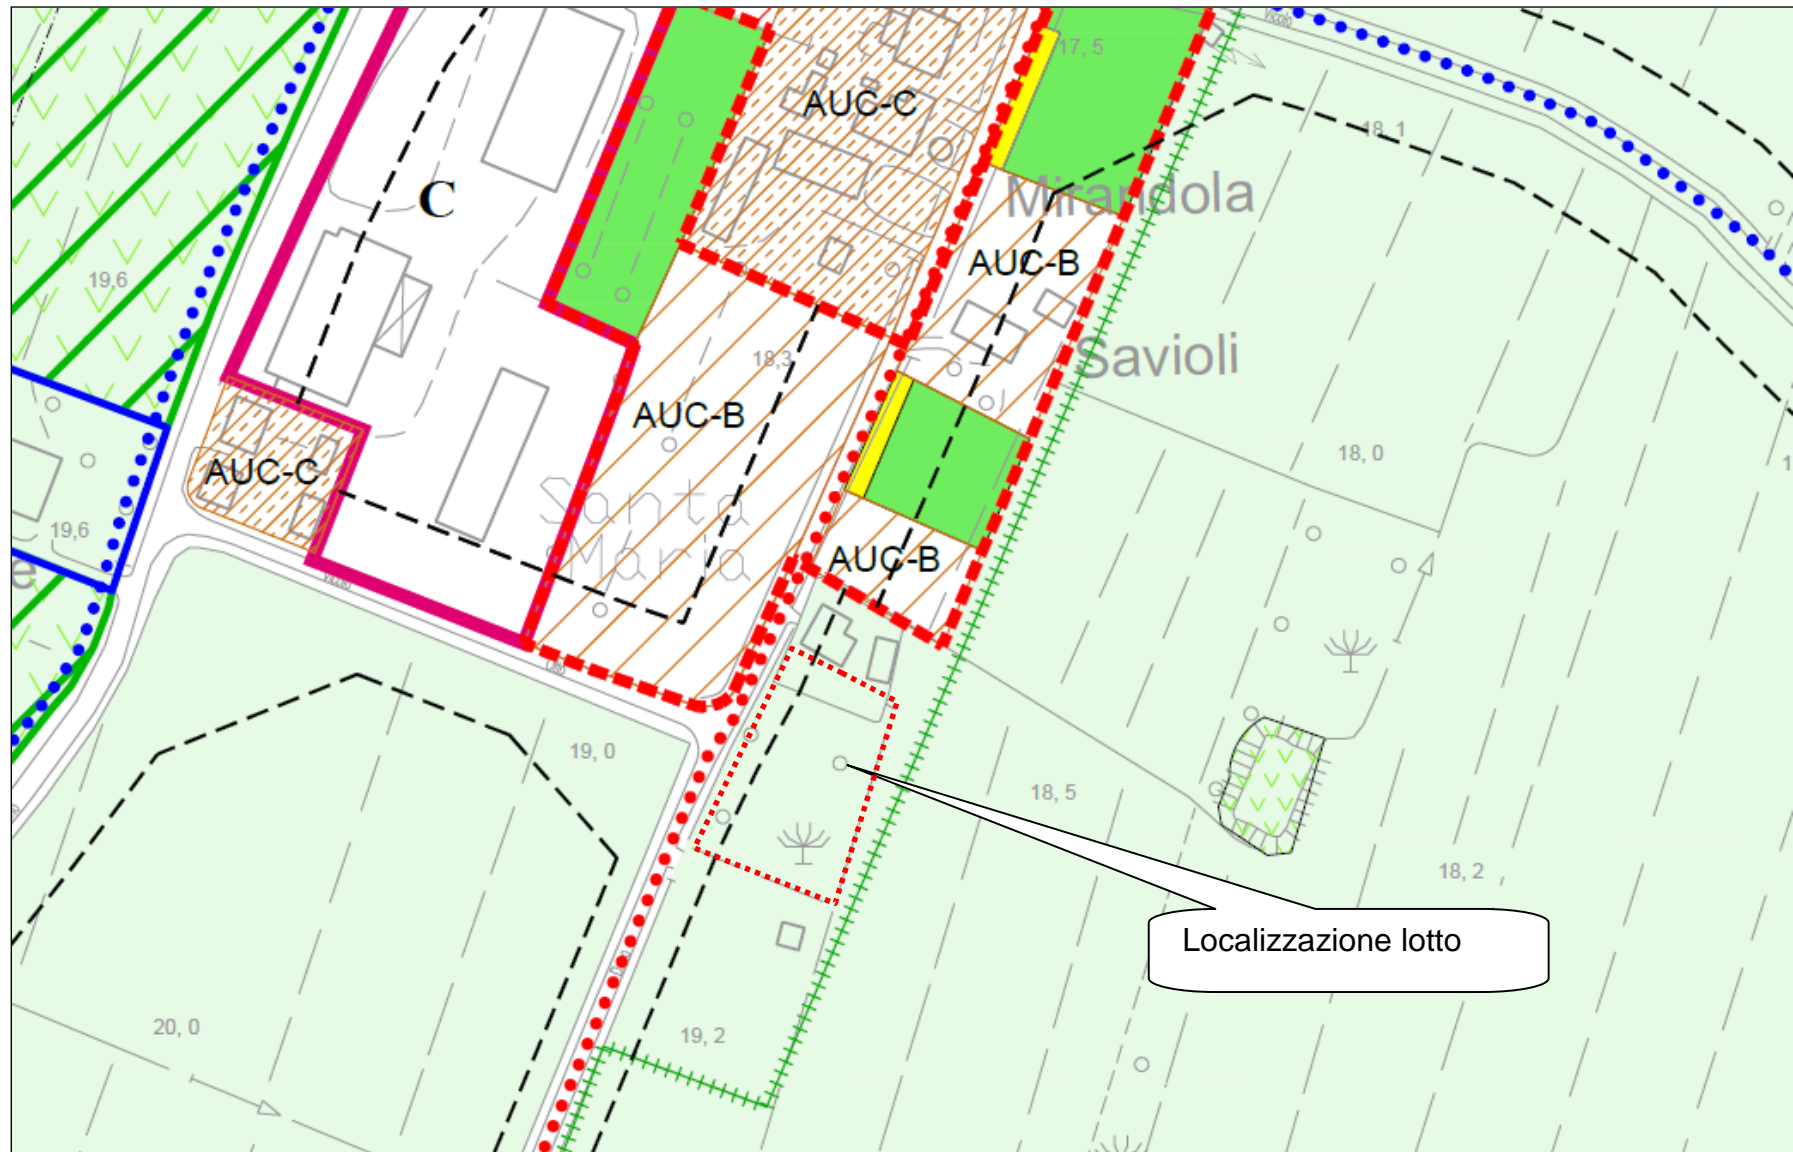 17, 5
AUC-C
18, 1
C
Mirandola
AUC-B
19,6
18,3
Savioli
AUC-B
18, 0
AUC-C
Santa
Maria
19,6
AUC-B
e
19, 0
18, 5
18, 2
Localizzazione lotto
20, 0
19, 2